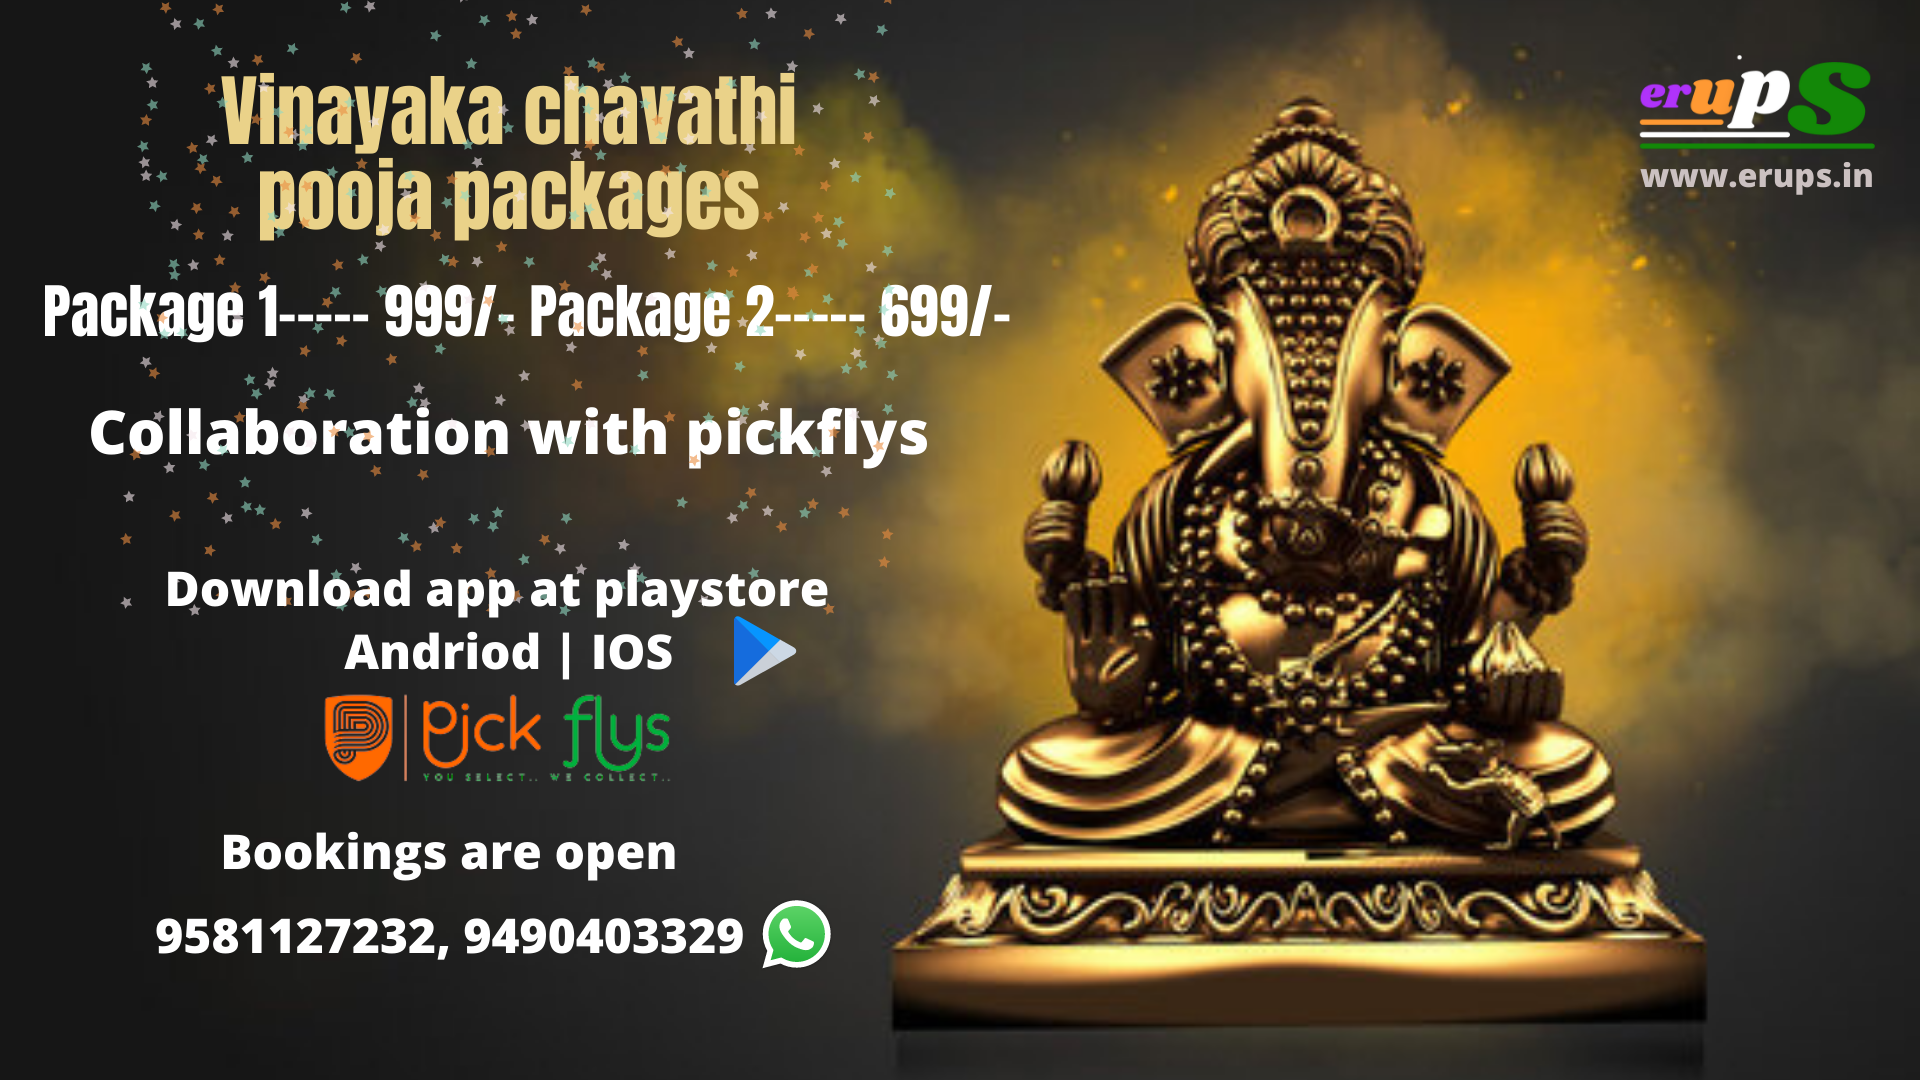 Vinayaka chavathi
pooja packages
Package 1----- 999/- Package 2----- 699/-
Collaboration with pickflys
Download app at playstore
Andriod | IOS
Pick flys
YOU SELECT.. WE COLLECT..
Bookings are open
9581127232, 9490403329
erupS
www.erups.in